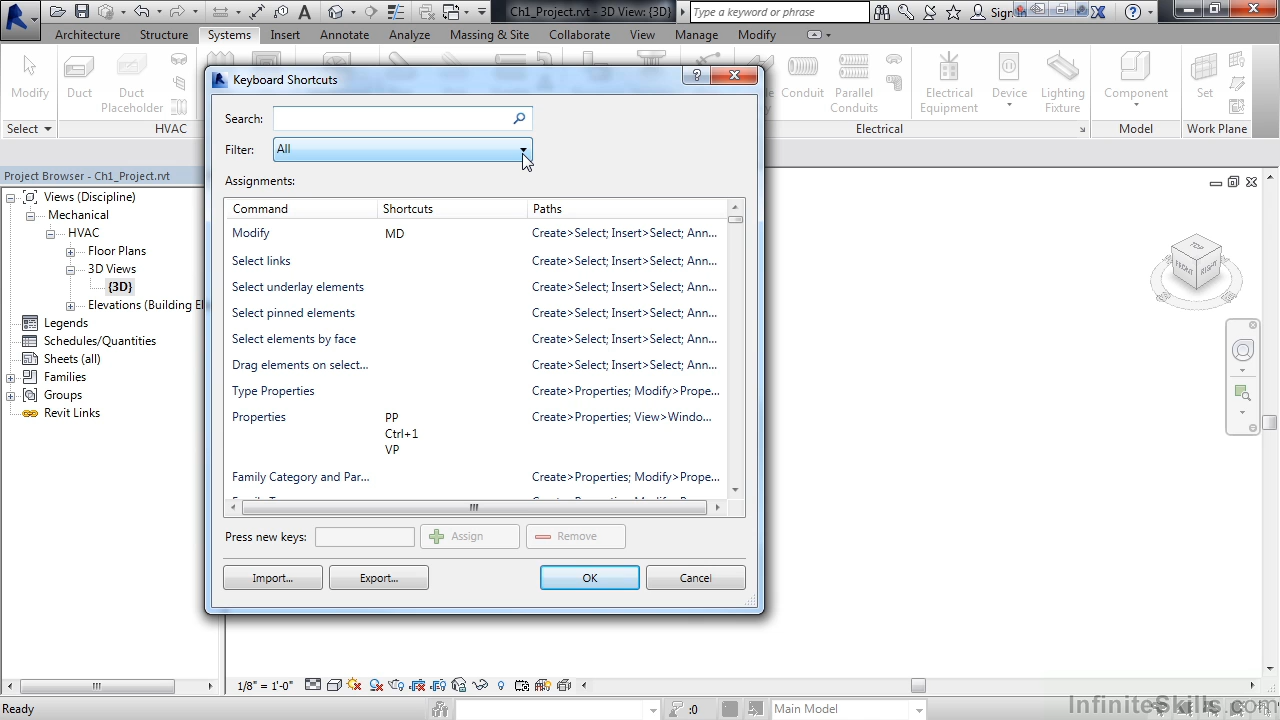 Ch1_Project.rvt - 3D View: {3D}
Type a keyword or phrase
Architecture Structure Systems Insert Annotate Analyze Massing & Site Collaborate View Manage Modify
Modify
Duct
Duct Placeholder
Conduit
Parallel Conduits
Electrical Equipment
Device
Lighting Fixture
Component
Set
Select
HVAC
Electrical
Model
Work Plane
Project Browser - Ch1_Project.rvt
Views (Discipline)
Mechanical
HVAC
Floor Plans
3D Views
{3D}
Elevations (Building El
Legends
Schedules/Quantities
Sheets (all)
Families
Groups
Revit Links
Keyboard Shortcuts
Search:
Filter: All
Assignments:
Command Shortcuts Paths
Modify MD Create>Select; Insert>Select; Ann...
Select links Create>Select; Insert>Select; Ann...
Select underlay elements Create>Select; Insert>Select; Ann...
Select pinned elements Create>Select; Insert>Select; Ann...
Select elements by face Create>Select; Insert>Select; Ann...
Drag elements on select... Create>Select; Insert>Select; Ann...
Type Properties Create>Properties; Modify>Prope...
Properties PP Create>Properties; View>Windo...
Ctrl+1
VP
Family Category and Par... Create>Properties; Modify>Prope...
Press new keys: Assign Remove
Import... Export... OK Cancel
TOP
FRONT
RIGHT
1/8" = 1'-0"
Ready
:0
Main Model
InfiniteSkills.com